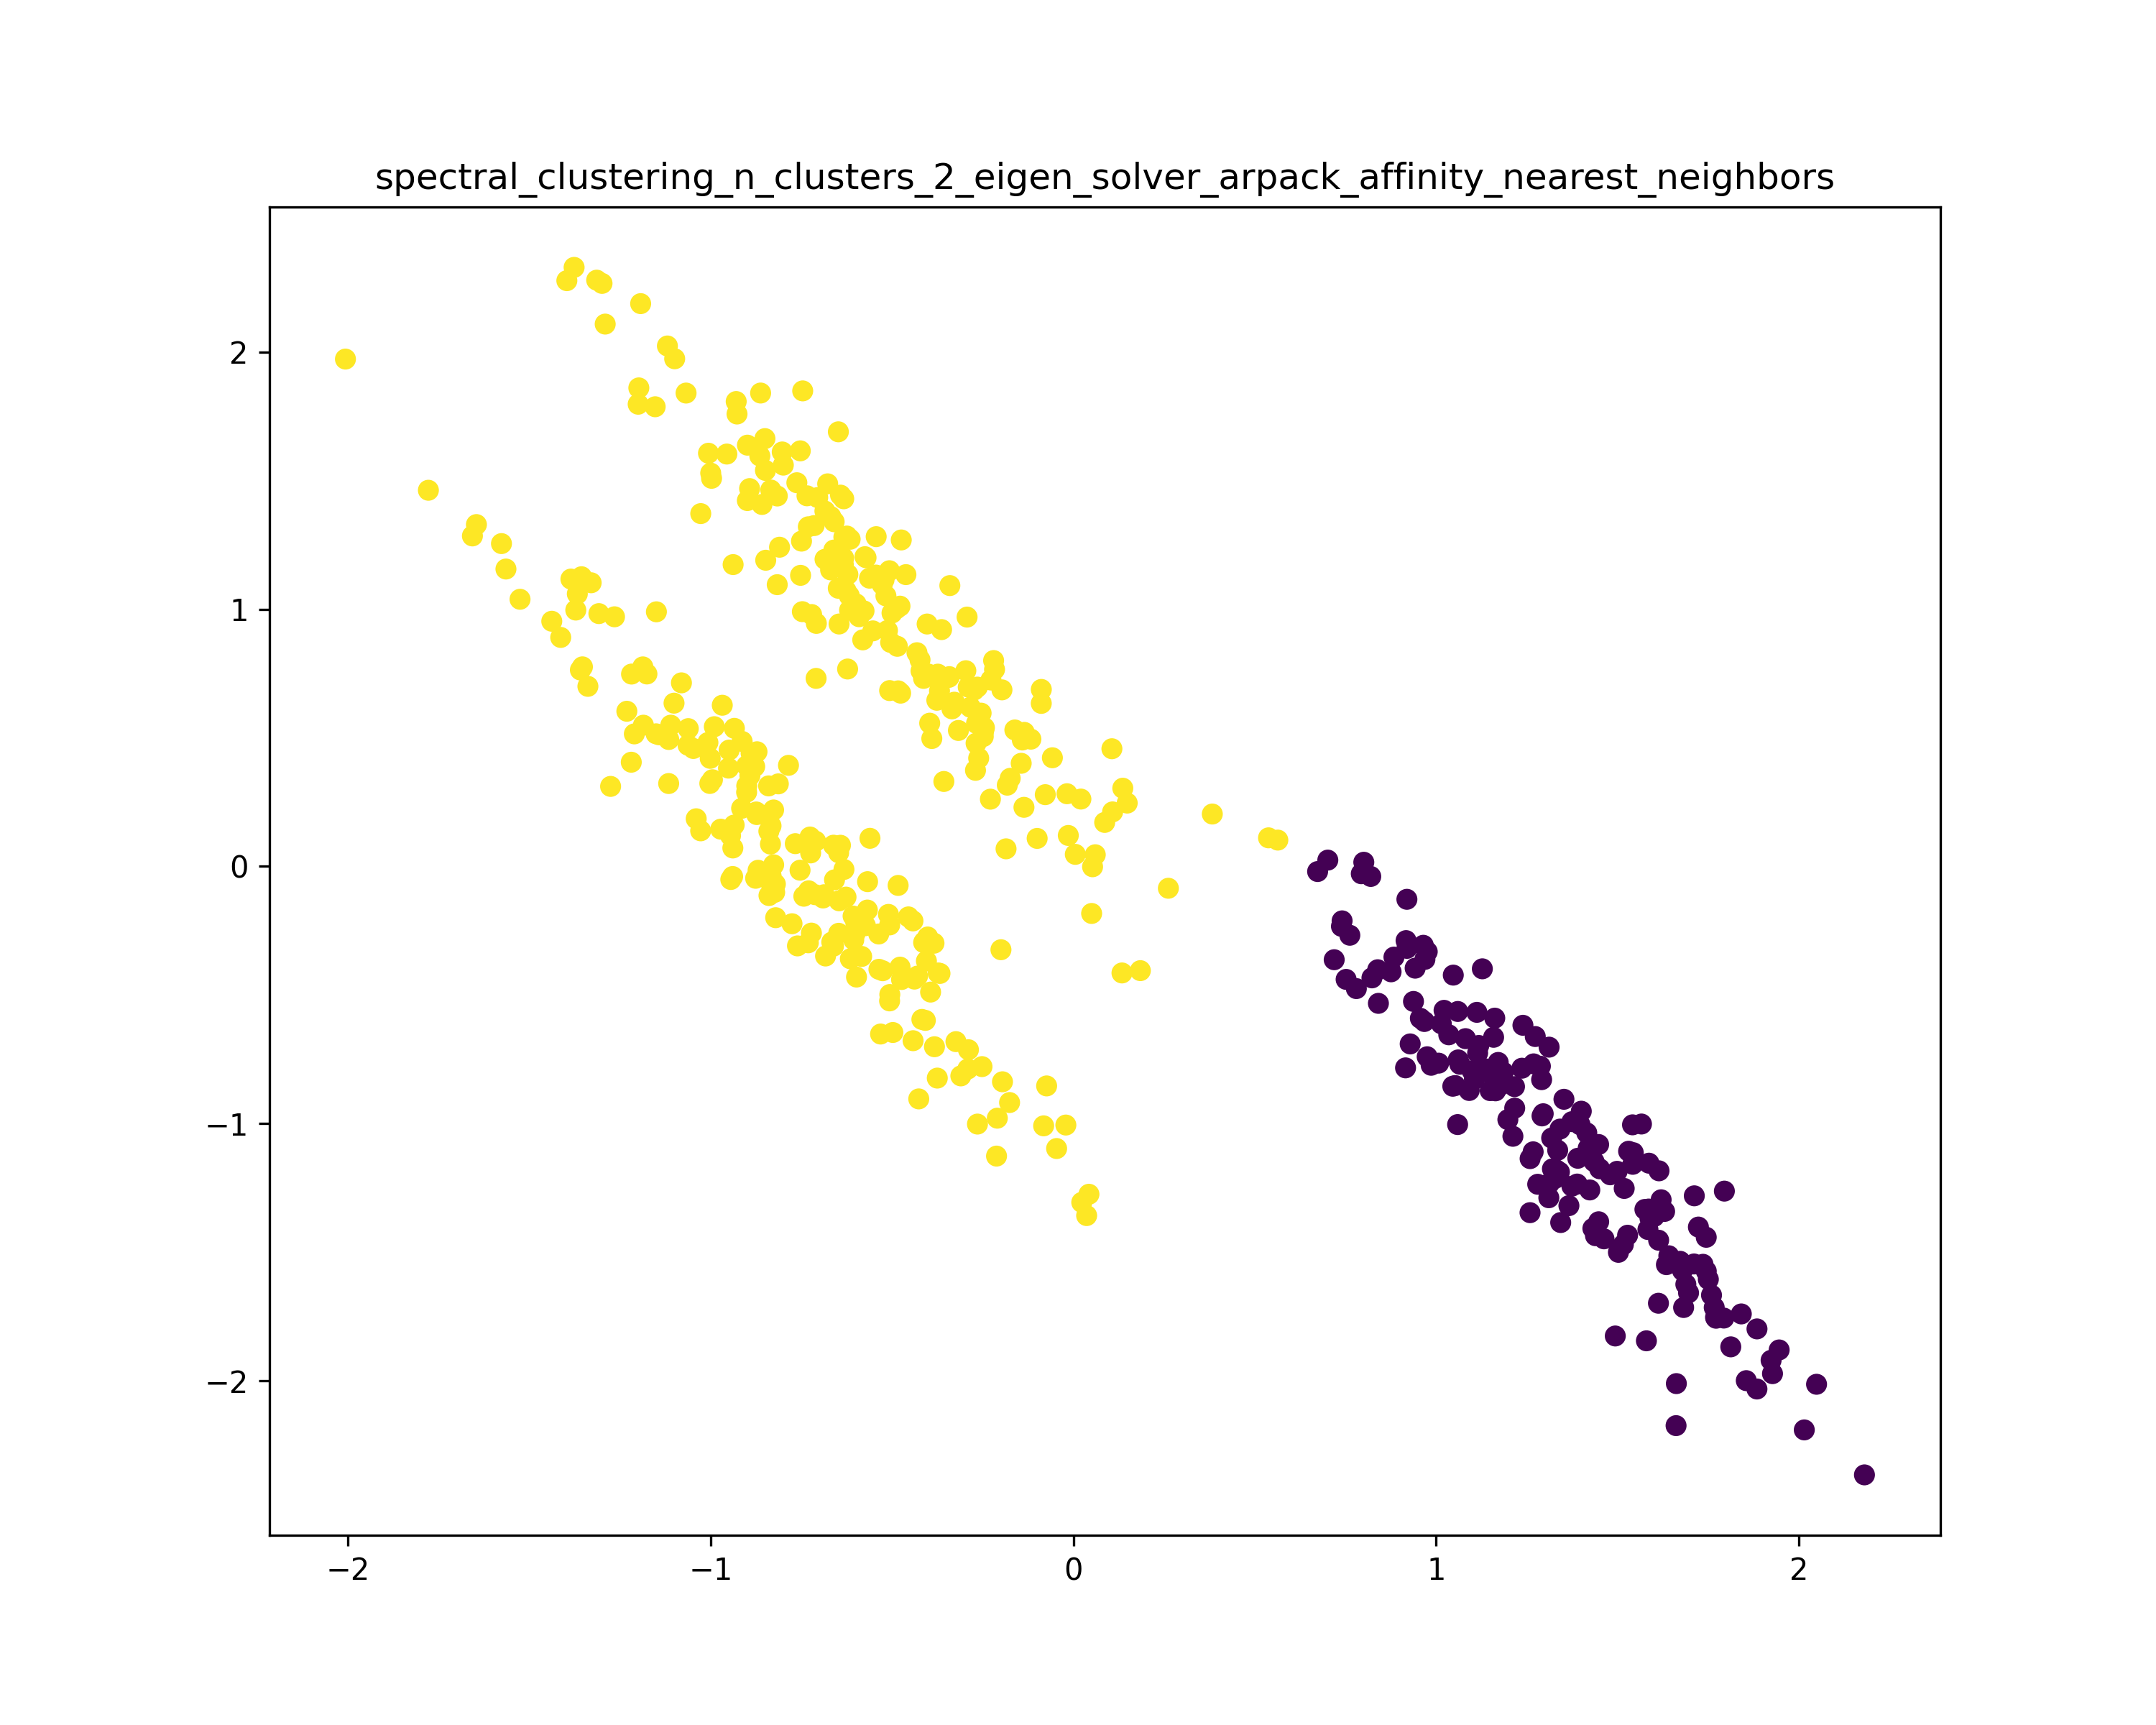 spectral_clustering_n_clusters_2_eigen_solver_arpack_affinity_nearest_neighbors
2
1
0
−1
−2
−2 −1 0 1 2